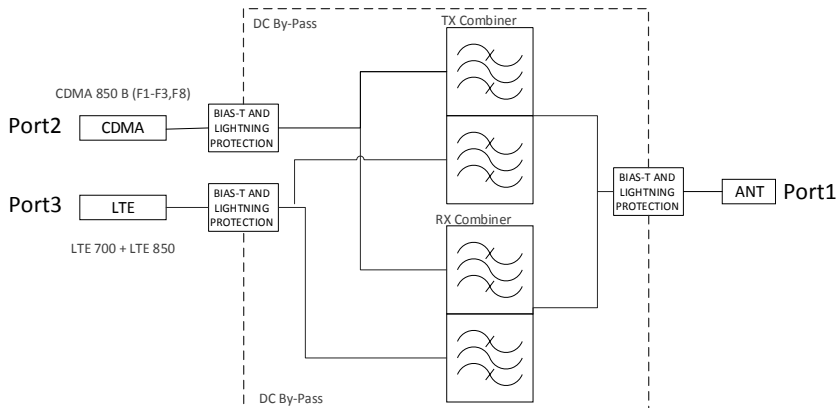 DC By-Pass
TX Combiner
CDMA 850 B (F1-F3,F8)
Port2
CDMA
BIAS-T AND
LIGHTNING
PROTECTION
Port3
LTE
BIAS-T AND
LIGHTNING
PROTECTION
LTE 700 + LTE 850
BIAS-T AND
LIGHTNING
PROTECTION
ANT
Port1
RX Combiner
DC By-Pass